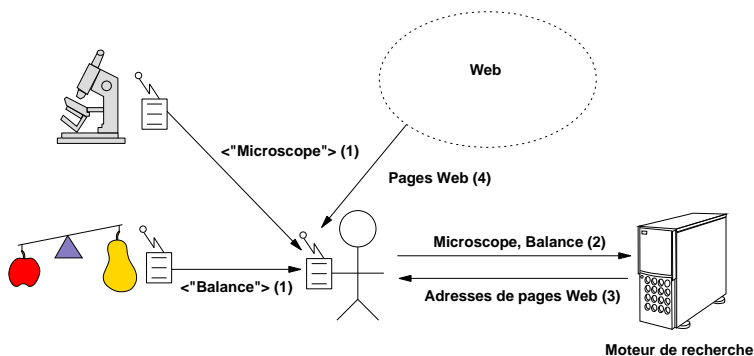 Web
<"Microscope"> (1)
Pages Web (4)
Microscope, Balance (2)
<"Balance"> (1)
Adresses de pages Web (3)
Moteur de recherche